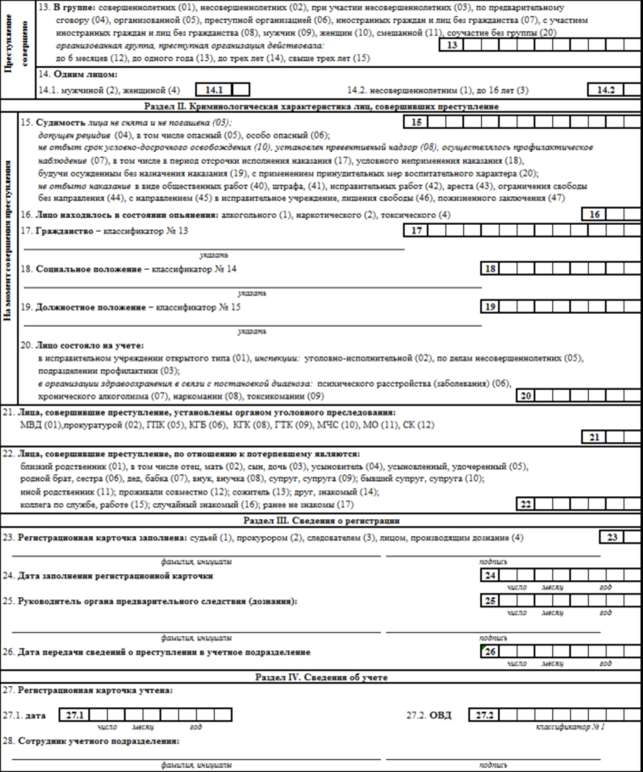 Преступление совершено
13. В группе: совершеннолетних (01), несовершеннолетних (02), при участии несовершеннолетних (03), по предварительному
сговору (04), организованной (05), преступной организацией (06), иностранных граждан и лиц без гражданства (07), с участием
иностранных граждан и лиц без гражданства (08), мужчин (09), женщин (10), смешанной (11), соучастие без группы (20)
организованная группа, преступная организация действовала:
13
до 6 месяцев (12), до одного года (13), до трех лет (14), свыше трех лет (15)
14. Одним лицом:
14.1. мужчиной (2), женщиной (4) 14.1 14.2. несовершеннолетним (1), до 16 лет (3) 14.2
Раздел II. Криминологическая характеристика лиц, совершивших преступление
На момент совершения преступления
15. Судимость лица не снята и не погашена (03); 15
допущен рецидив (04), в том числе опасный (05), особо опасный (06);
не отбыт срок условно-досрочного освобождения (10), установлен превентивный надзор (08), осуществлялось профилактическое
наблюдение (07), в том числе в период отсрочки исполнения наказания (17), условного неприменения наказания (18),
будучи осужденным без назначения наказания (19), с применением принудительных мер воспитательного характера (20);
не отбыто наказание в виде общественных работ (40), штрафа, (41), исправительных работ (42), ареста (43), ограничения свободы
без направления (44), с направлением (45) в исправительное учреждение, лишения свободы (46), пожизненного заключения (47)
16. Лицо находилось в состоянии опьянения: алкогольного (1), наркотического (2), токсического (4) 16
17. Гражданство – классификатор № 13 17
указать
18. Социальное положение – классификатор № 14 18
указать
19. Должностное положение – классификатор № 15 19
указать
20. Лицо состояло на учете:
в исправительном учреждении открытого типа (01), инспекции: уголовно-исполнительной (02), по делам несовершеннолетних (05),
подразделении профилактики (03);
в организации здравоохранения в связи с постановкой диагноза: психического расстройства (заболевания) (06),
хронического алкоголизма (07), наркомании (08), токсикомании (09) 20
21. Лица, совершившие преступление, установлены органом уголовного преследования:
МВД (01),прокуратурой (02), ГПК (05), КГБ (06), КГК (08), ГТК (09), МЧС (10), МО (11), СК (12)
21
22. Лица, совершившие преступление, по отношению к потерпевшему являются:
близкий родственник (01), в том числе отец, мать (02), сын, дочь (03), усыновитель (04), усыновленный, удочеренный (05),
родной брат, сестра (06), дед, бабка (07), внук, внучка (08), супруг, супруга (09); бывший супруг, супруга (10);
иной родственник (11); проживали совместно (12); сожитель (13); друг, знакомый (14);
коллега по службе, работе (15); случайный знакомый (16); ранее не знакомы (17) 22
Раздел III. Сведения о регистрации
23. Регистрационная карточка заполнена: судьей (1), прокурором (2), следователем (3), лицом, производящим дознание (4) 23
фамилия, инициалы подпись
24. Дата заполнения регистрационной карточки 24
число месяц год
25. Руководитель органа предварительного следствия (дознания): 25
число месяц год
фамилия, инициалы подпись
26. Дата передачи сведений о преступлении в учетное подразделение 26
число месяц год
Раздел IV. Сведения об учете
27. Регистрационная карточка учтена:
27.1. дата 27.1 27.2. ОВД 27.2
число месяц год классификатор № 1
28. Сотрудник учетного подразделения:
фамилия, инициалы подпись